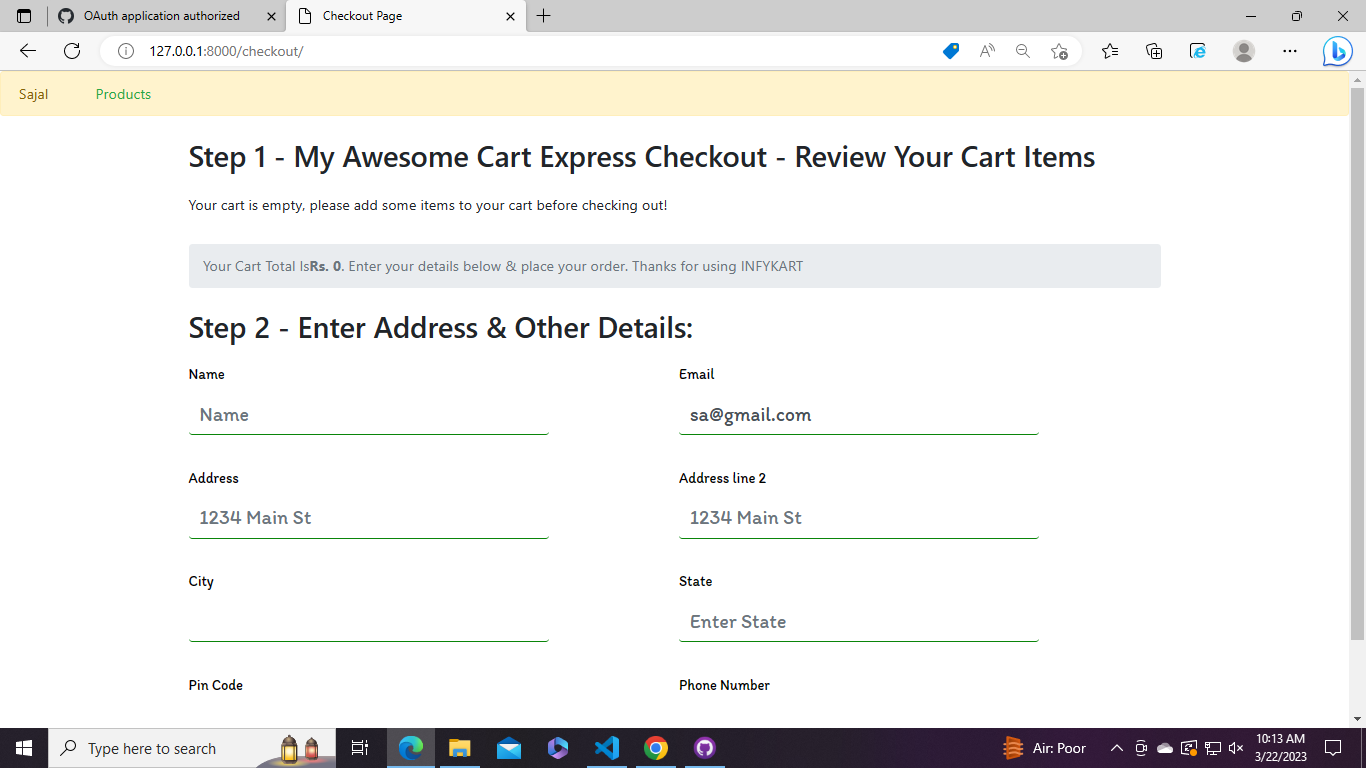 OAuth application authorized
Checkout Page
127.0.0.1:8000/checkout/
Sajal Products
Step 1 - My Awesome Cart Express Checkout - Review Your Cart Items
Your cart is empty, please add some items to your cart before checking out!
Your Cart Total IsRs. 0. Enter your details below & place your order. Thanks for using INFYKART
Step 2 - Enter Address & Other Details:
Name
Email
Name
sa@gmail.com
Address
Address line 2
1234 Main St
1234 Main St
City
State
Enter State
Pin Code
Phone Number
Type here to search
Air: Poor
10:13 AM
3/22/2023